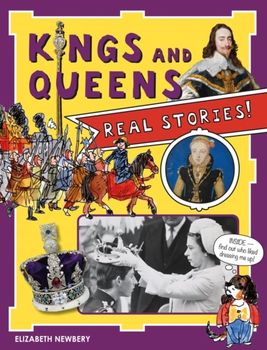 KINGS AND
QUEENS
REAL STORIES!
INSIDE —
find out who liked
dressing me up!
ELIZABETH NEWBERY